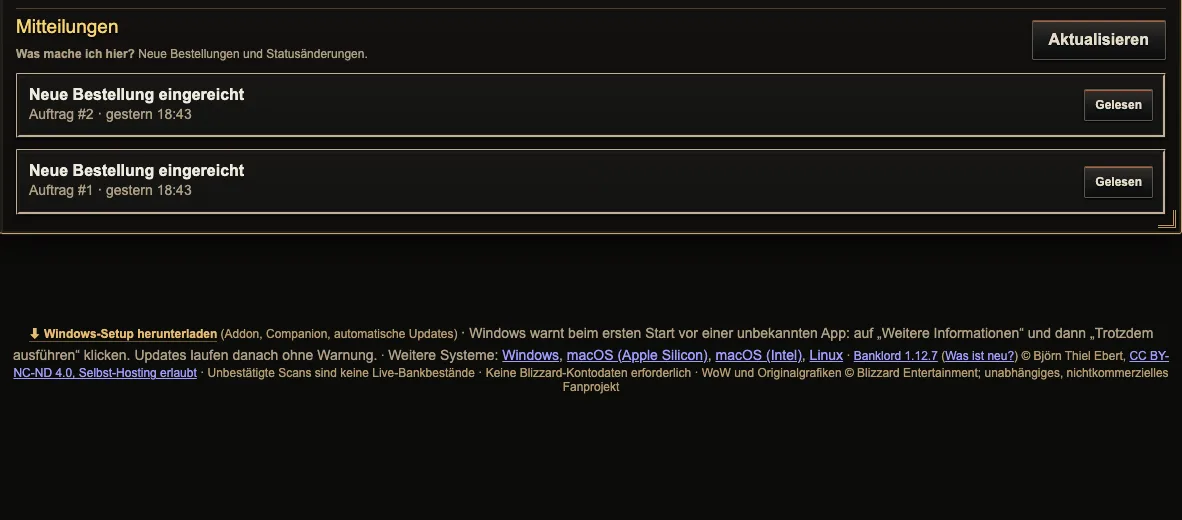 Mitteilungen
Aktualisieren
Was mache ich hier? Neue Bestellungen und Statusänderungen.
Neue Bestellung eingereicht
Auftrag #2 · gestern 18:43
Gelesen
Neue Bestellung eingereicht
Auftrag #1 · gestern 18:43
Gelesen
⬇ Windows-Setup herunterladen (Addon, Companion, automatische Updates) · Windows warnt beim ersten Start vor einer unbekannten App: auf „Weitere Informationen“ und dann „Trotzdem
ausführen“ klicken. Updates laufen danach ohne Warnung. · Weitere Systeme: Windows, macOS (Apple Silicon), macOS (Intel), Linux · Banklord 1.12.7 (Was ist neu?) © Björn Thiel Ebert, CC BY-
NC-ND 4.0, Selbst-Hosting erlaubt · Unbestätigte Scans sind keine Live-Bankbestände · Keine Blizzard-Kontodaten erforderlich · WoW und Originalgrafiken © Blizzard Entertainment; unabhängiges, nichtkommerzielles
Fanprojekt